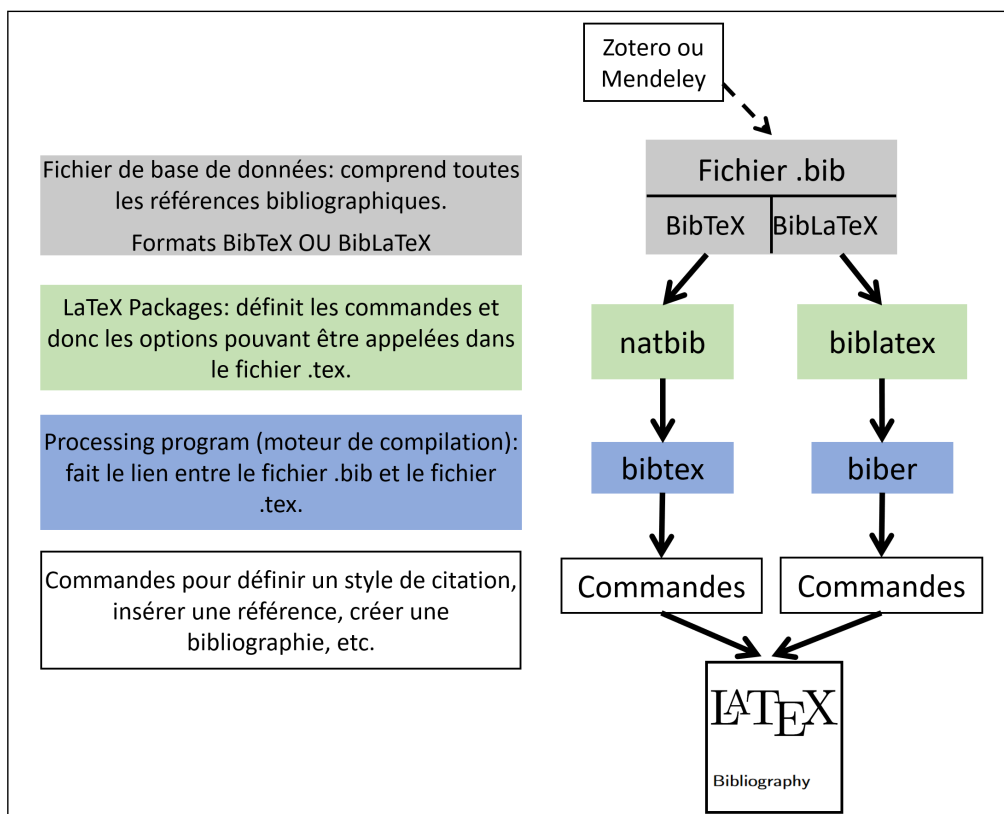 Zotero ou
Mendeley
Fichier de base de données: comprend toutes
les références bibliographiques.
Formats BibTeX OU BibLaTeX
Fichier .bib
BibTeX
BibLaTeX
LaTeX Packages: définit les commandes et
donc les options pouvant être appelées dans
le fichier .tex.
natbib
biblatex
Processing program (moteur de compilation):
fait le lien entre le fichier .bib et le fichier
.tex.
bibtex
biber
Commandes pour définir un style de citation,
insérer une référence, créer une
bibliographie, etc.
Commandes
Commandes
LATEX
Bibliography